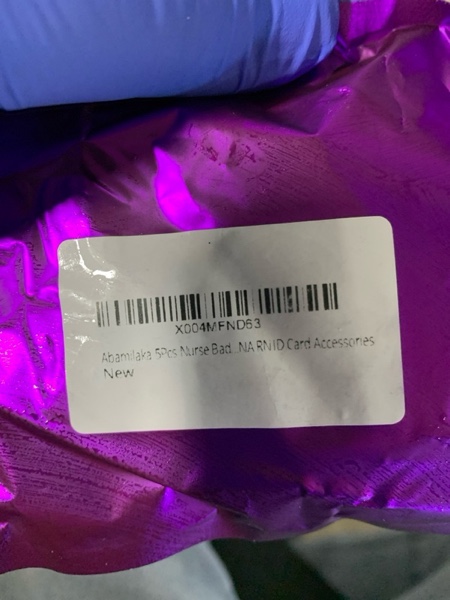 X004MFND63
Abamilaka 5Pcs Nurse Bad...NA RN ID Card Accessories
New